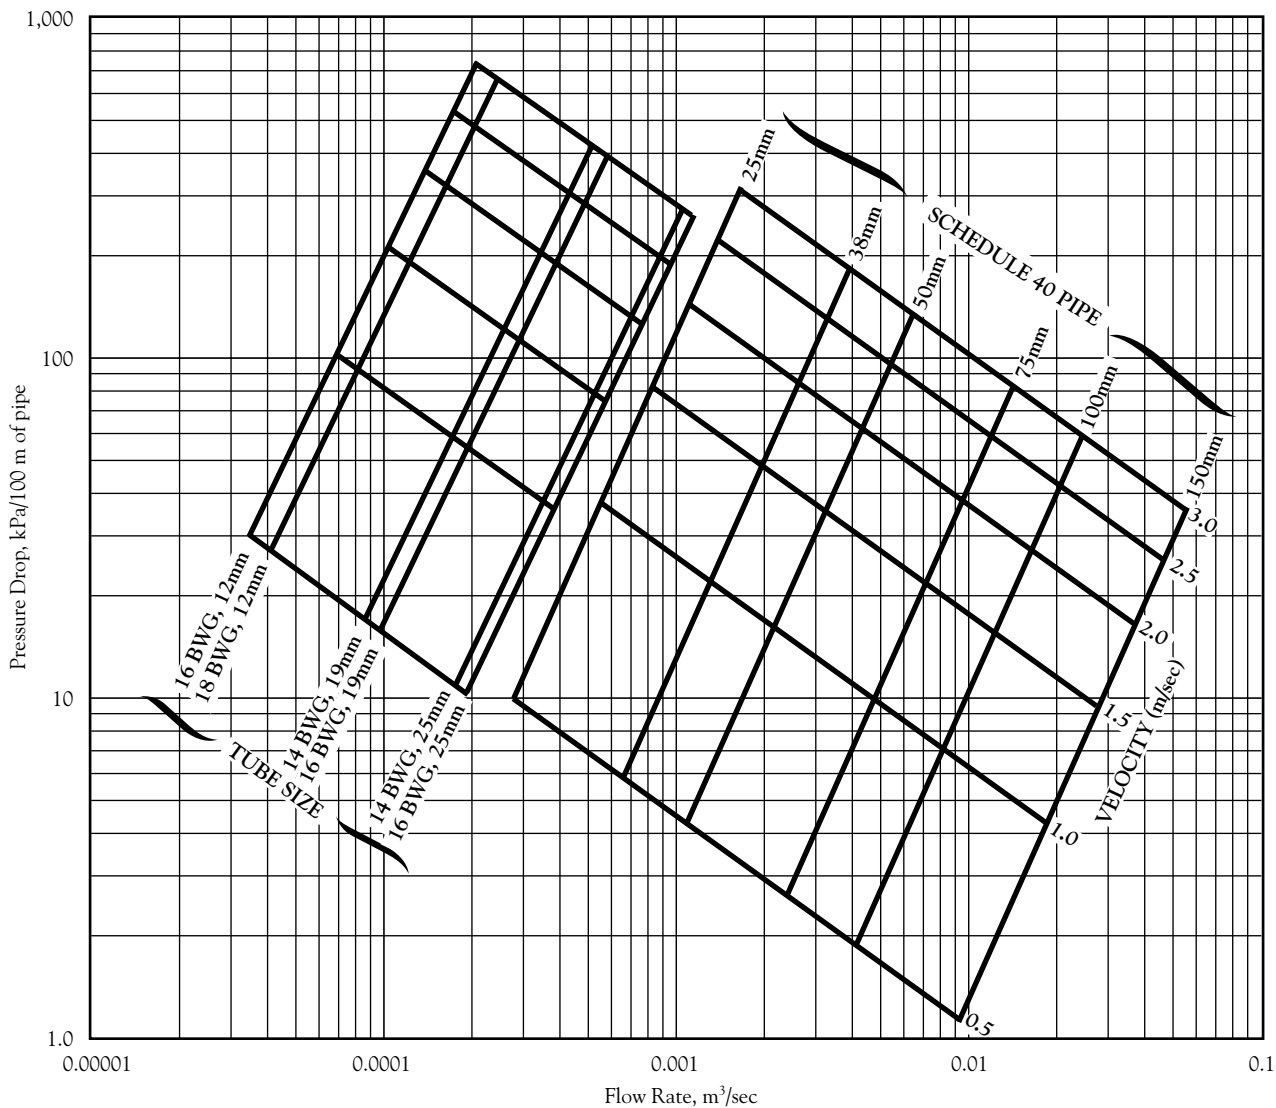 1,000
100
10
1.0
Pressure Drop, kPa/100 m of pipe
0.00001
0.0001
0.001
0.01
0.1
Flow Rate, m³/sec
25mm
38mm
50mm
75mm
100mm
150mm
SCHEDULE 40 PIPE
3.0
2.5
2.0
1.5
1.0
0.5
VELOCITY (m/sec)
16 BWG, 12mm
18 BWG, 12mm
14 BWG, 19mm
16 BWG, 19mm
14 BWG, 25mm
16 BWG, 25mm
TUBE SIZE